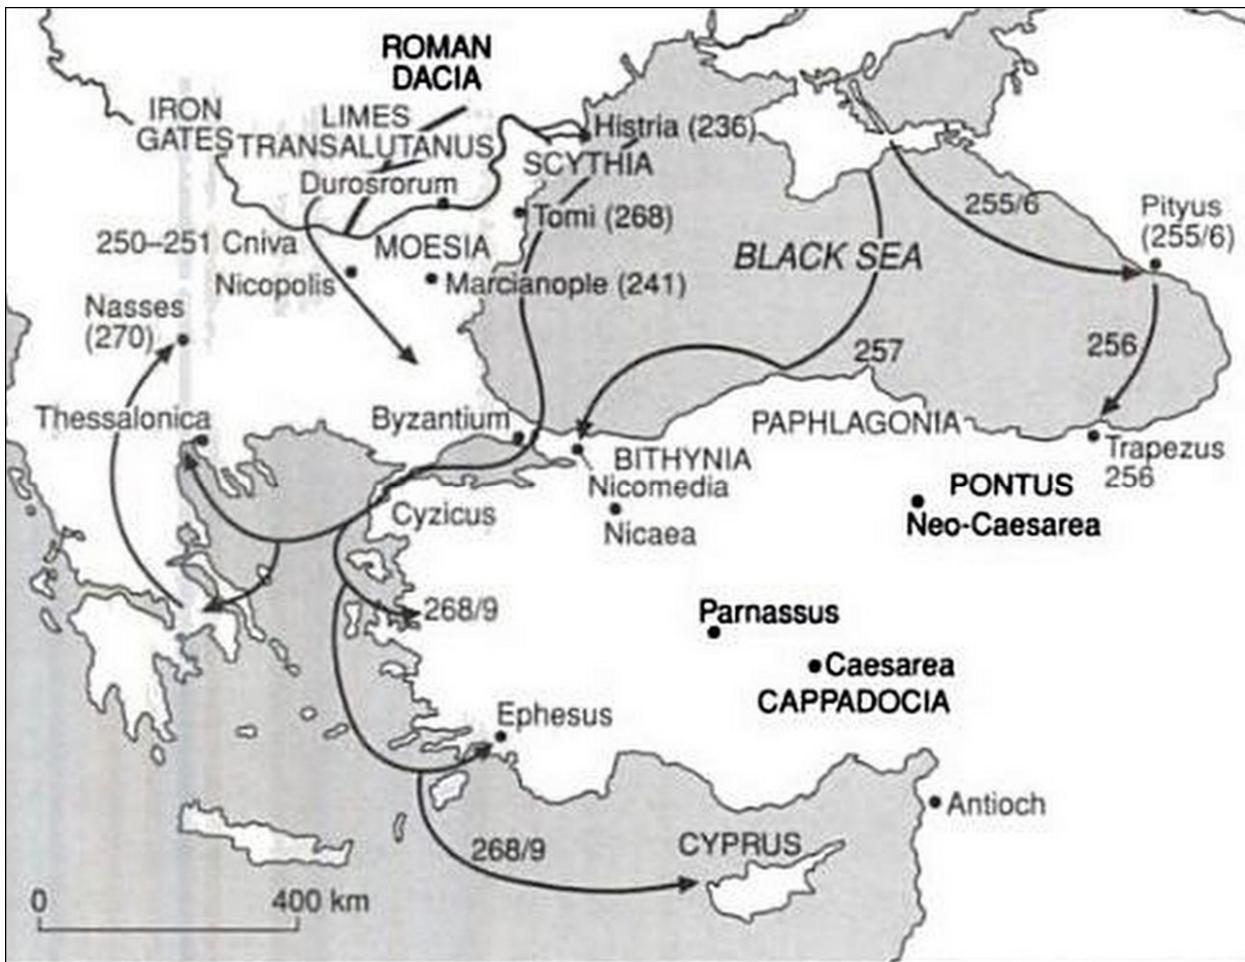 ROMAN
DACIA
IRON
GATES
LIMES
TRANSALUTANUS
Histria (236)
SCYTHIA
Durosrorum
Tomi (268)
255/6
Pityus
(255/6)
250–251 Cniva
MOESIA
BLACK SEA
Nicopolis
Marcianople (241)
Nasses
(270)
257
256
Thessalonica
Byzantium
PAPHLAGONIA
Trapezus
256
BITHYNIA
Nicomedia
PONTUS
Neo-Caesarea
Cyzicus
Nicaea
268/9
Parnassus
Caesarea
CAPPADOCIA
Ephesus
Antioch
268/9
CYPRUS
0
400 km